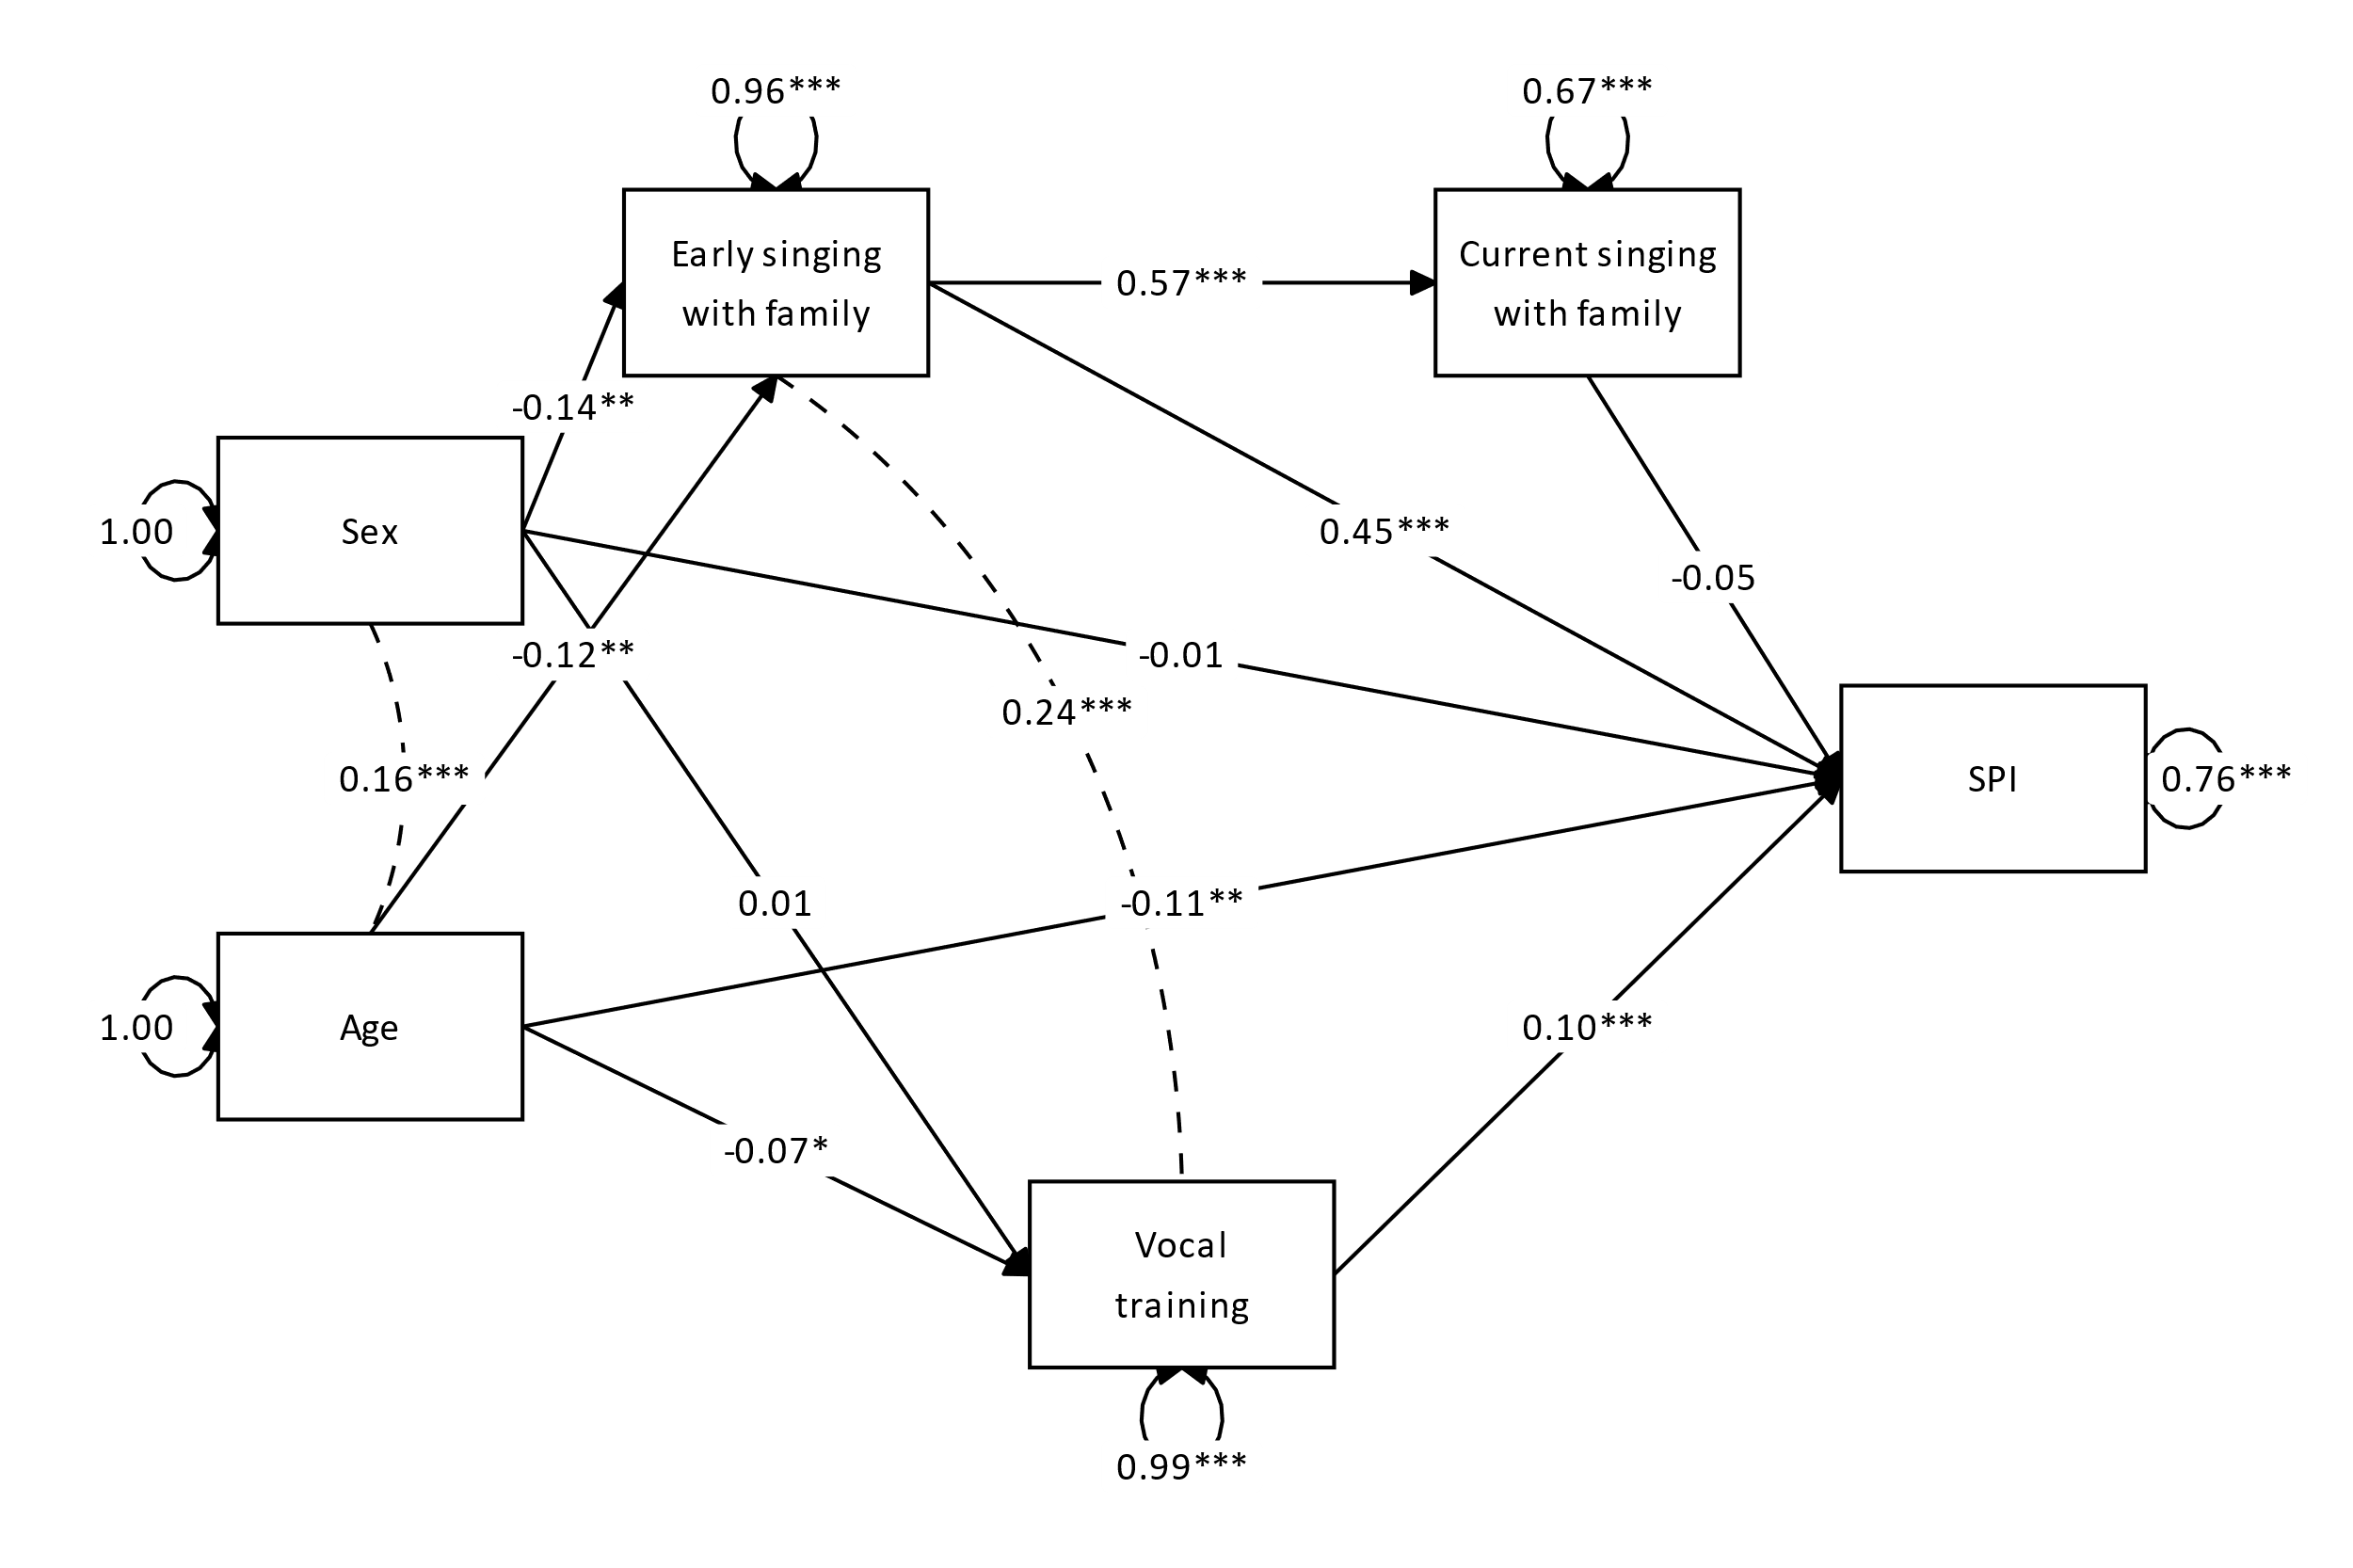 0.96***
0.67***
Early singing
with family
0.57***
Current singing
with family
-0.14**
1.00
Sex
0.45***
-0.05
-0.12**
-0.01
0.24***
0.16***
SPI
0.76***
0.01
-0.11**
1.00
Age
0.10***
-0.07*
Vocal
training
0.99***